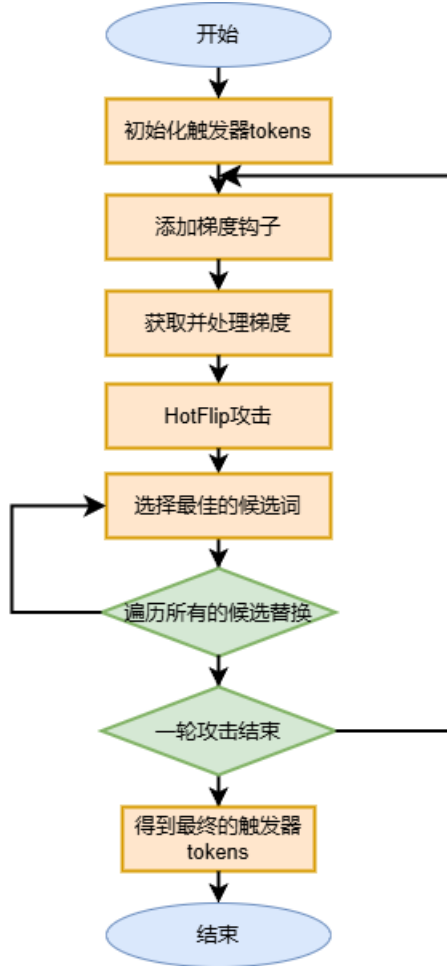 开始
初始化触发器tokens
添加梯度钩子
获取并处理梯度
HotFlip攻击
选择最佳的候选词
遍历所有的候选替换
一轮攻击结束
得到最终的触发器
tokens
结束